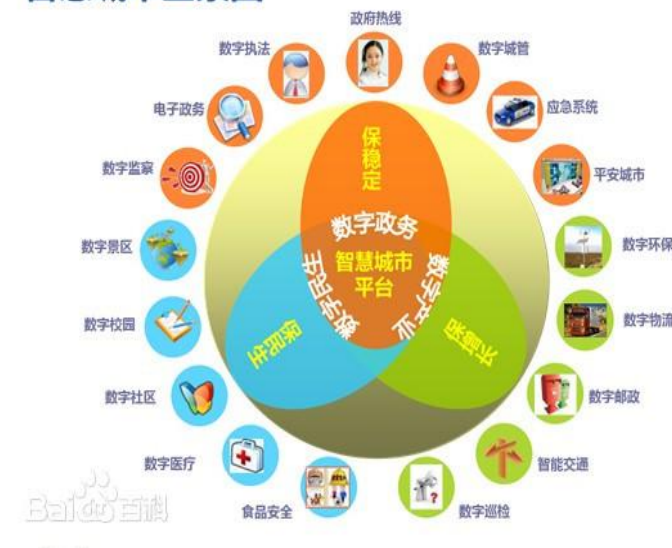 政府热线
数字执法
数字城管
电子政务
应急系统
数字监察
平安城市
数字景区
数字环保
数字校园
数字物流
数字社区
数字邮政
数字医疗
智能交通
食品安全
数字巡检
保稳定
数字政务
智慧城市
平台
数字民生
数字产业
保民生
保增长
Baidu百科